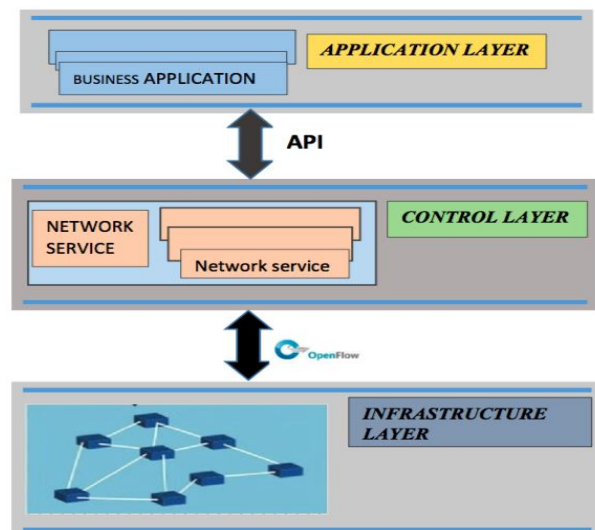 APPLICATION LAYER
BUSINESS APPLICATION
API
NETWORK
SERVICE
Network service
CONTROL LAYER
OpenFlow
INFRASTRUCTURE
LAYER